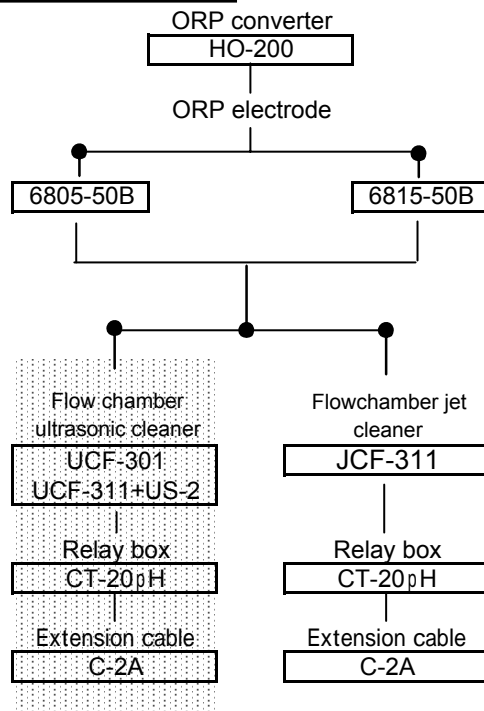 ORP converter
HO-200
ORP electrode
6805-50B
6815-50B
Flow chamber
ultrasonic cleaner
UCF-301
UCF-311+US-2
Relay box
CT-20pH
Extension cable
C-2A
Flowchamber jet
cleaner
JCF-311
Relay box
CT-20pH
Extension cable
C-2A